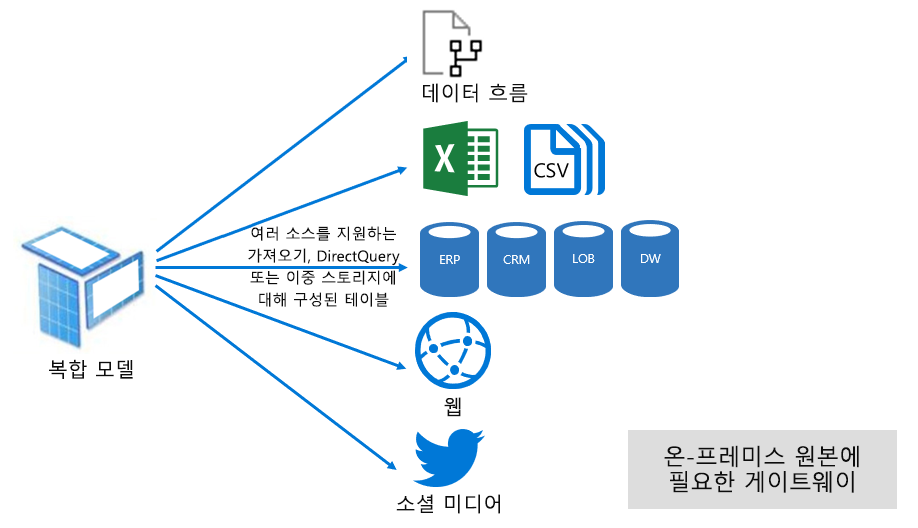 데이터 흐름
X
CSV
여러 소스를 지원하는
가져오기, DirectQuery
또는 이중 스토리지에
대해 구성된 테이블
ERP
CRM
LOB
DW
복합 모델
웹
소셜 미디어
온-프레미스 원본에
필요한 게이트웨이